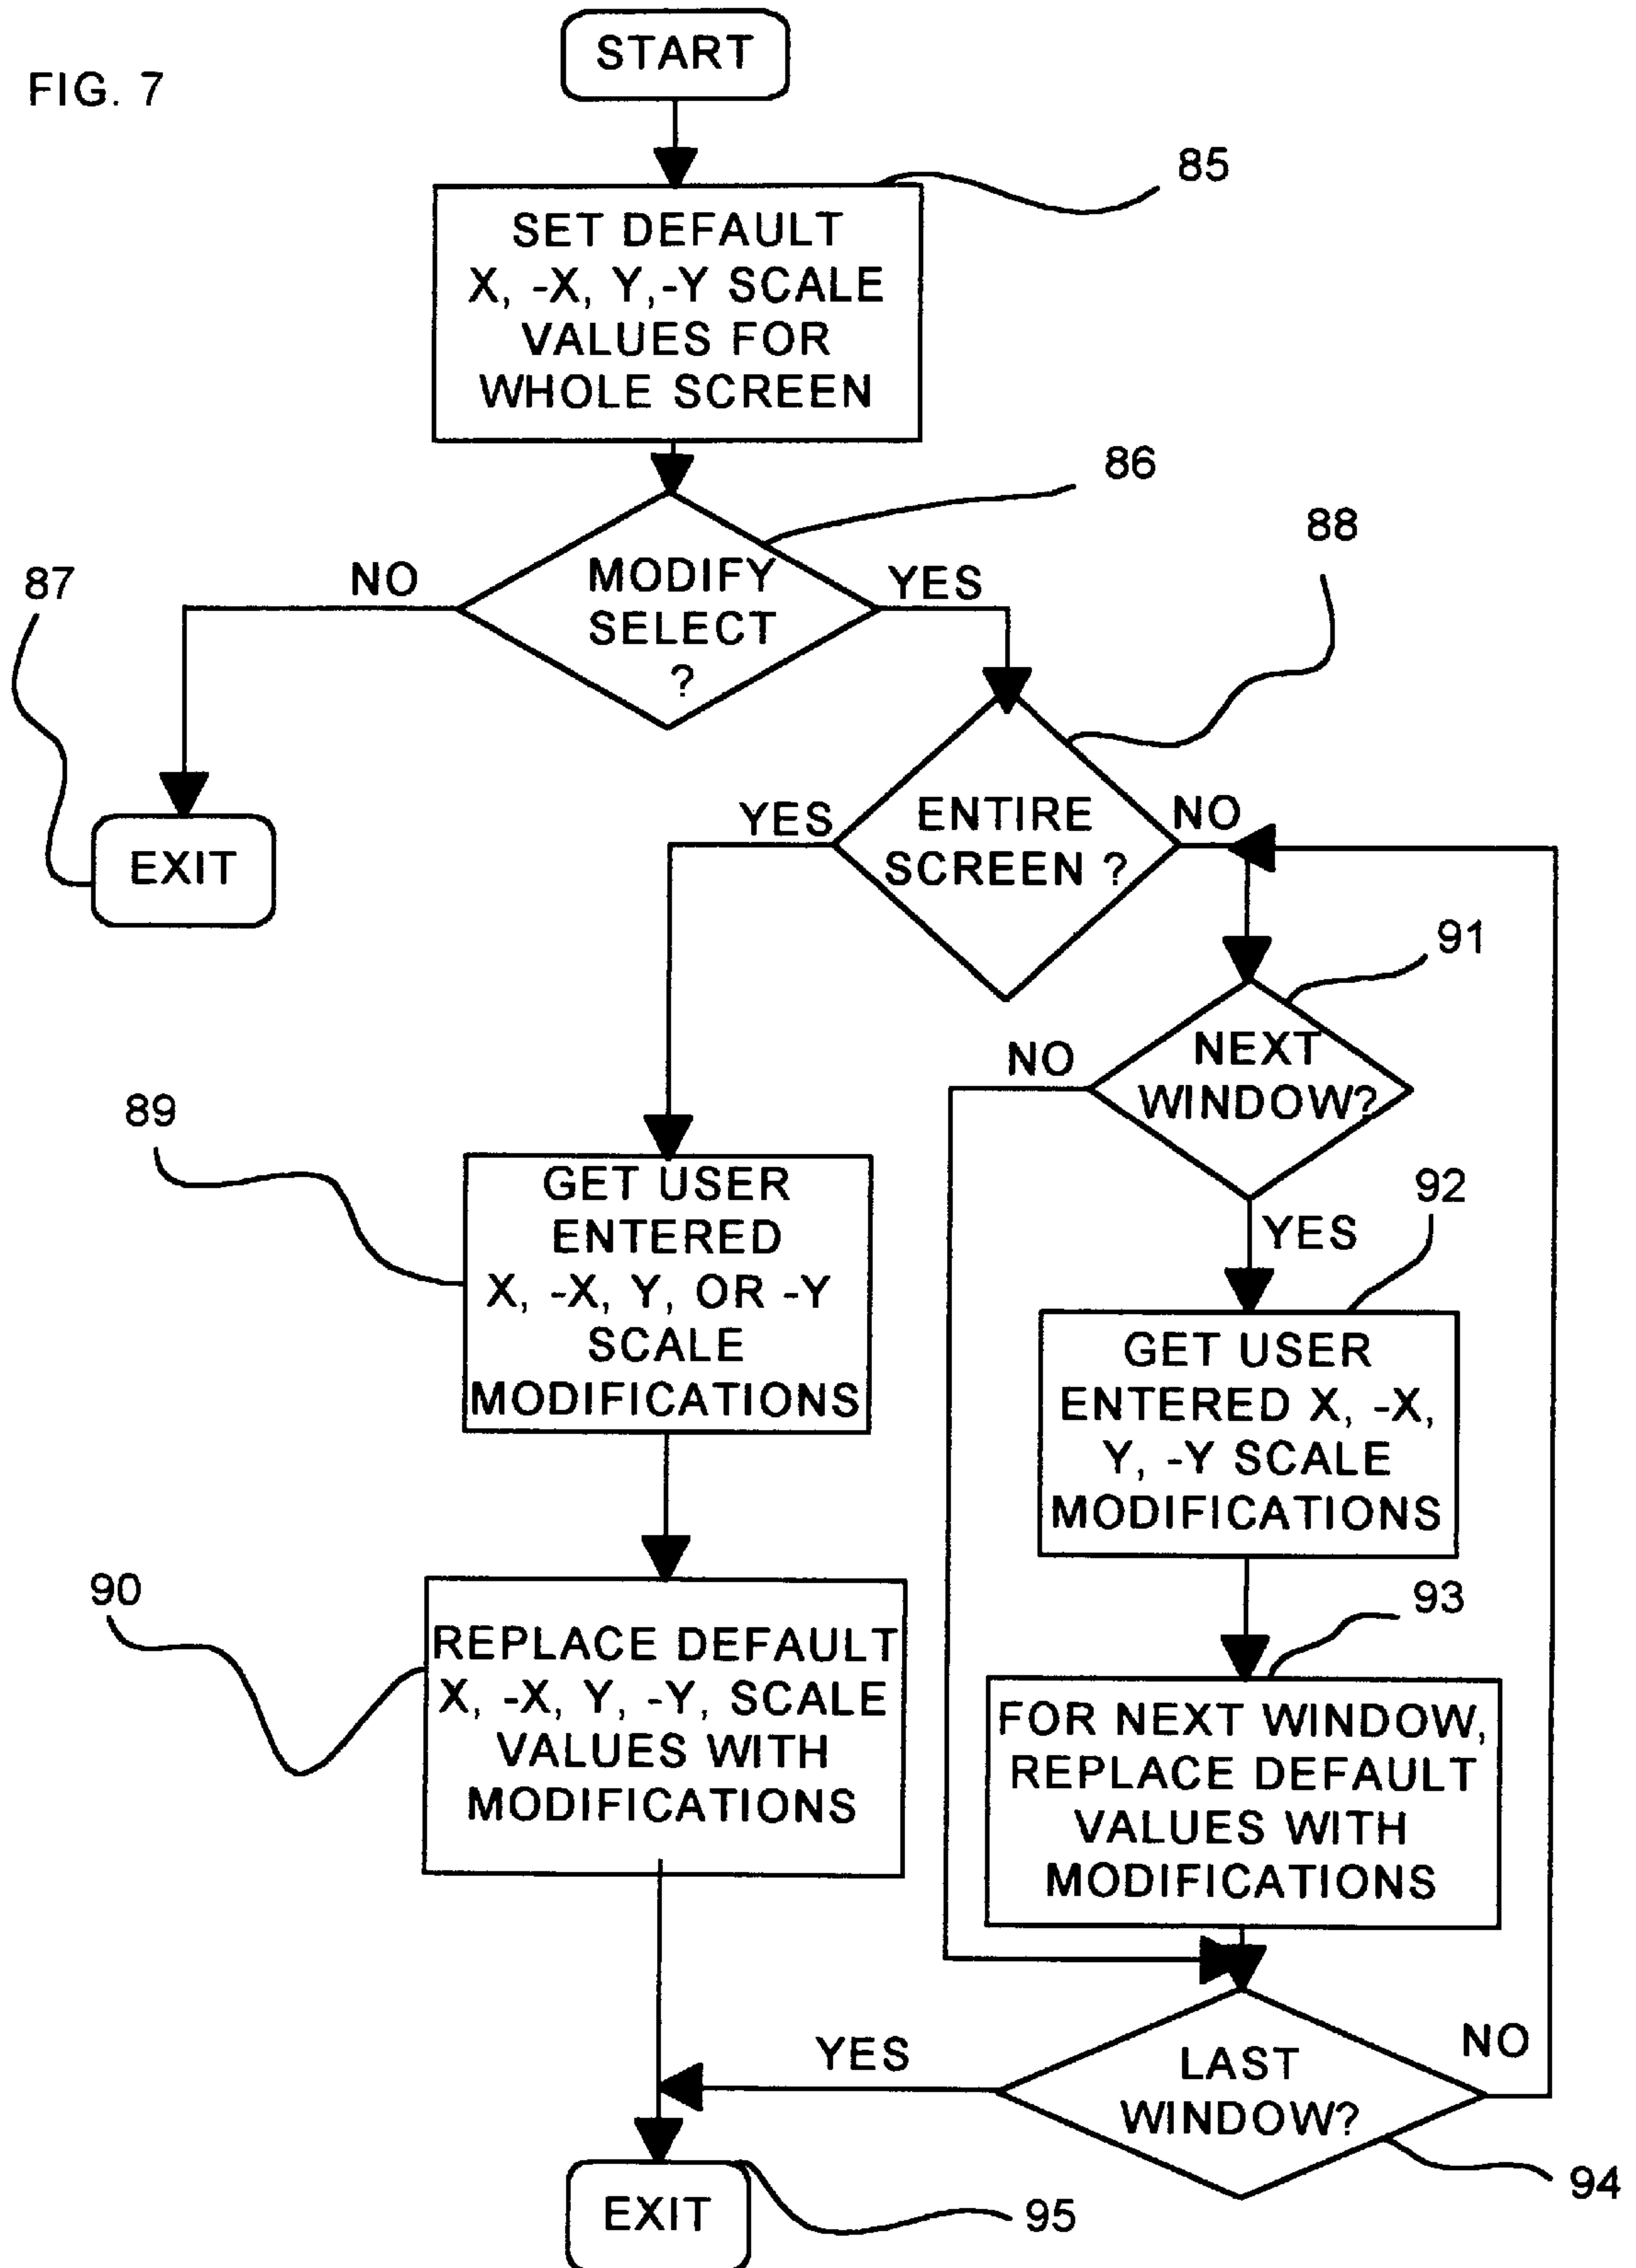 FIG. 7
START
85
SET DEFAULT
X, -X, Y,-Y SCALE
VALUES FOR
WHOLE SCREEN
86
88
87
NO
MODIFY
SELECT
?
YES
EXIT
YES
ENTIRE
SCREEN ?
NO
91
NO
NEXT
WINDOW?
89
GET USER
ENTERED
X, -X, Y, OR -Y
SCALE
MODIFICATIONS
92
YES
GET USER
ENTERED X, -X,
Y, -Y SCALE
MODIFICATIONS
90
REPLACE DEFAULT
X, -X, Y, -Y, SCALE
VALUES WITH
MODIFICATIONS
93
FOR NEXT WINDOW,
REPLACE DEFAULT
VALUES WITH
MODIFICATIONS
YES
LAST
WINDOW?
NO
94
EXIT
95